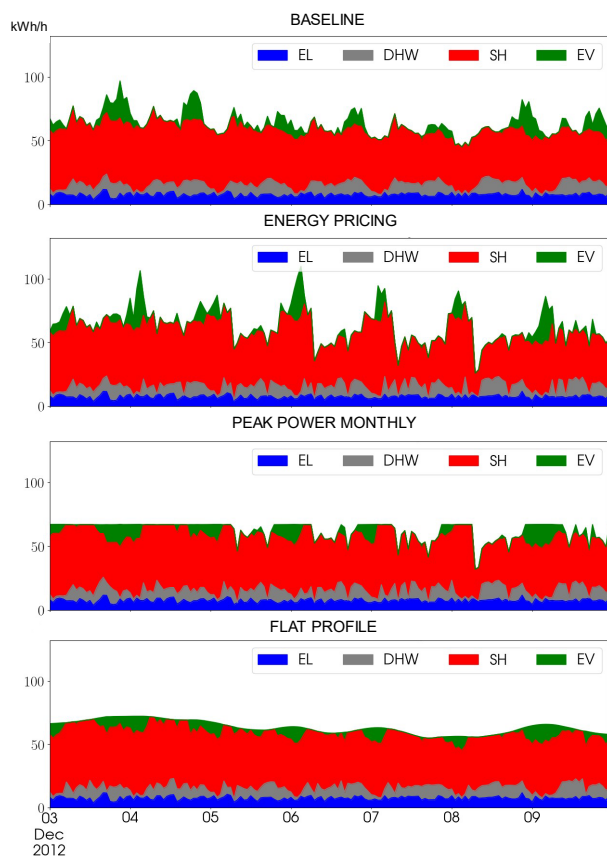 BASELINE
kWh/h
EL DHW SH EV
100
50
0
ENERGY PRICING
EL DHW SH EV
100
50
0
PEAK POWER MONTHLY
EL DHW SH EV
100
50
0
FLAT PROFILE
EL DHW SH EV
100
50
0
03 04 05 06 07 08 09
Dec
2012